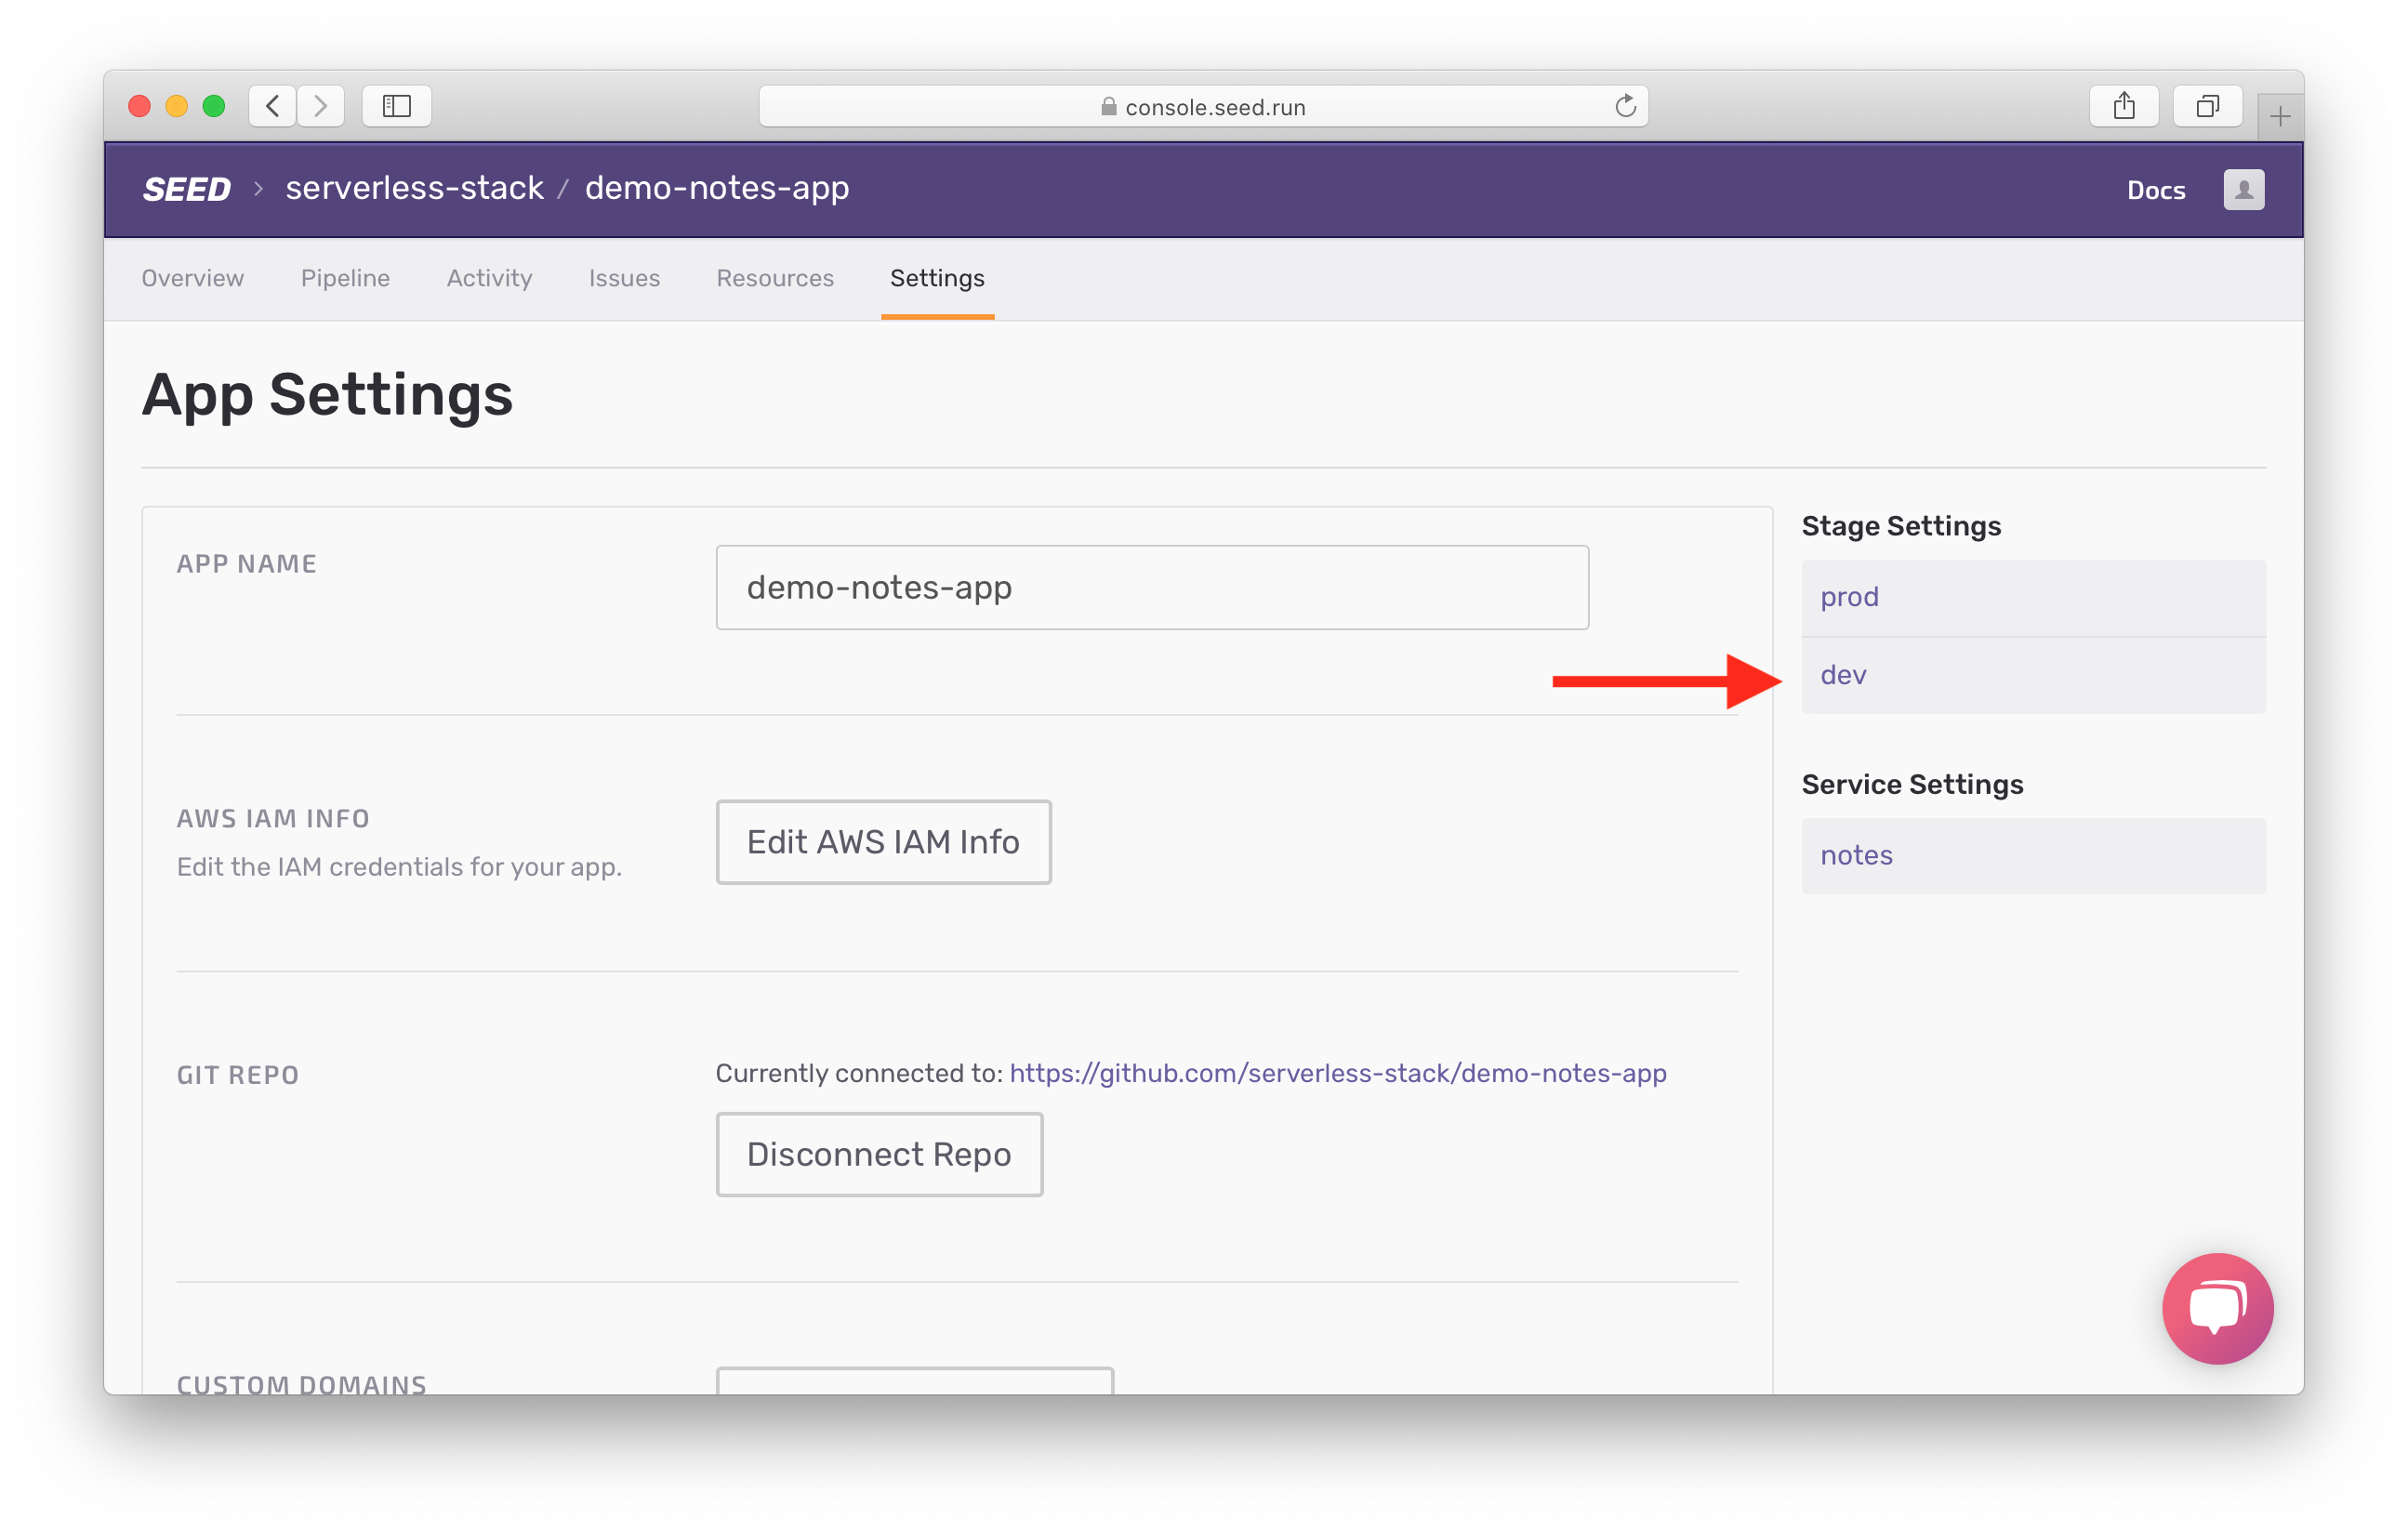 console.seed.run
SEED > serverless-stack / demo-notes-app
Docs
Overview Pipeline Activity Issues Resources Settings
App Settings
APP NAME
demo-notes-app
AWS IAM INFO
Edit the IAM credentials for your app.
Edit AWS IAM Info
GIT REPO
Currently connected to: https://github.com/serverless-stack/demo-notes-app
Disconnect Repo
CUSTOM DOMAINS
Stage Settings
prod
dev
Service Settings
notes